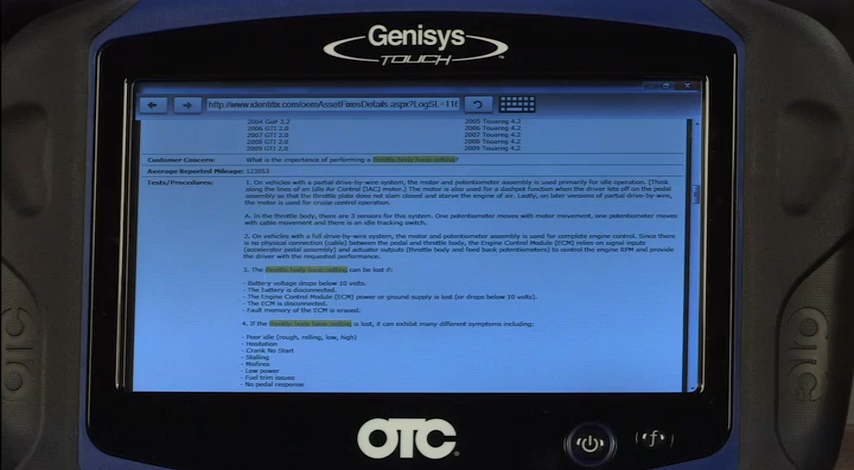 Genisys
TOUCH™
http://www.identifix.com/oemAssetFixesDetails.aspx?LogSL=116
2004 Golf 3.2
2005 Touareg 4.2
2006 GTI 2.0
2006 Touareg 4.2
2007 GTI 2.0
2007 Touareg 4.2
2008 GTI 2.0
2008 Touareg 4.2
2009 GTI 2.0
2009 Touareg 4.2
Customer Concern: What is the importance of performing a throttle body basic setting?
Average Reported Mileage: 123053
Tests/Procedures: 1. On vehicles with a partial drive-by-wire system, the motor and potentiometer assembly is used primarily for idle operation. (Think
along the lines of an Idle Air Control (IAC) motor.) The motor is also used for a dashpot function when the driver lets off on the pedal
assembly so that the throttle plate does not slam closed and starve the engine of air. Lastly, on later versions of partial drive-by-wire,
the motor is used for cruise control operation.
A. In the throttle body, there are 3 sensors for this system. One potentiometer moves with motor movement, one potentiometer moves
with cable movement and there is an idle tracking switch.
2. On vehicles with a full drive-by-wire system, the motor and potentiometer assembly is used for complete engine control. Since there
is no physical connection (cable) between the pedal and throttle body, the Engine Control Module (ECM) relies on signal inputs
(accelerator pedal assembly) and actuator outputs (throttle body and feed back potentiometers) to control the engine RPM and provide
the driver with the requested performance.
3. The throttle body basic setting can be lost if:
- Battery voltage drops below 10 volts.
- The battery is disconnected.
- The Engine Control Module (ECM) power or ground supply is lost (or drops below 10 volts).
- The ECM is disconnected.
- Fault memory of the ECM is erased.
4. If the throttle body basic setting is lost, it can exhibit many different symptoms including:
- Poor idle (rough, rolling, low, high)
- Hesitation
- Crank No Start
- Stalling
- Misfires
- Low power
- Fuel trim issues
- No pedal response
OTC®
f
OTC
OTC